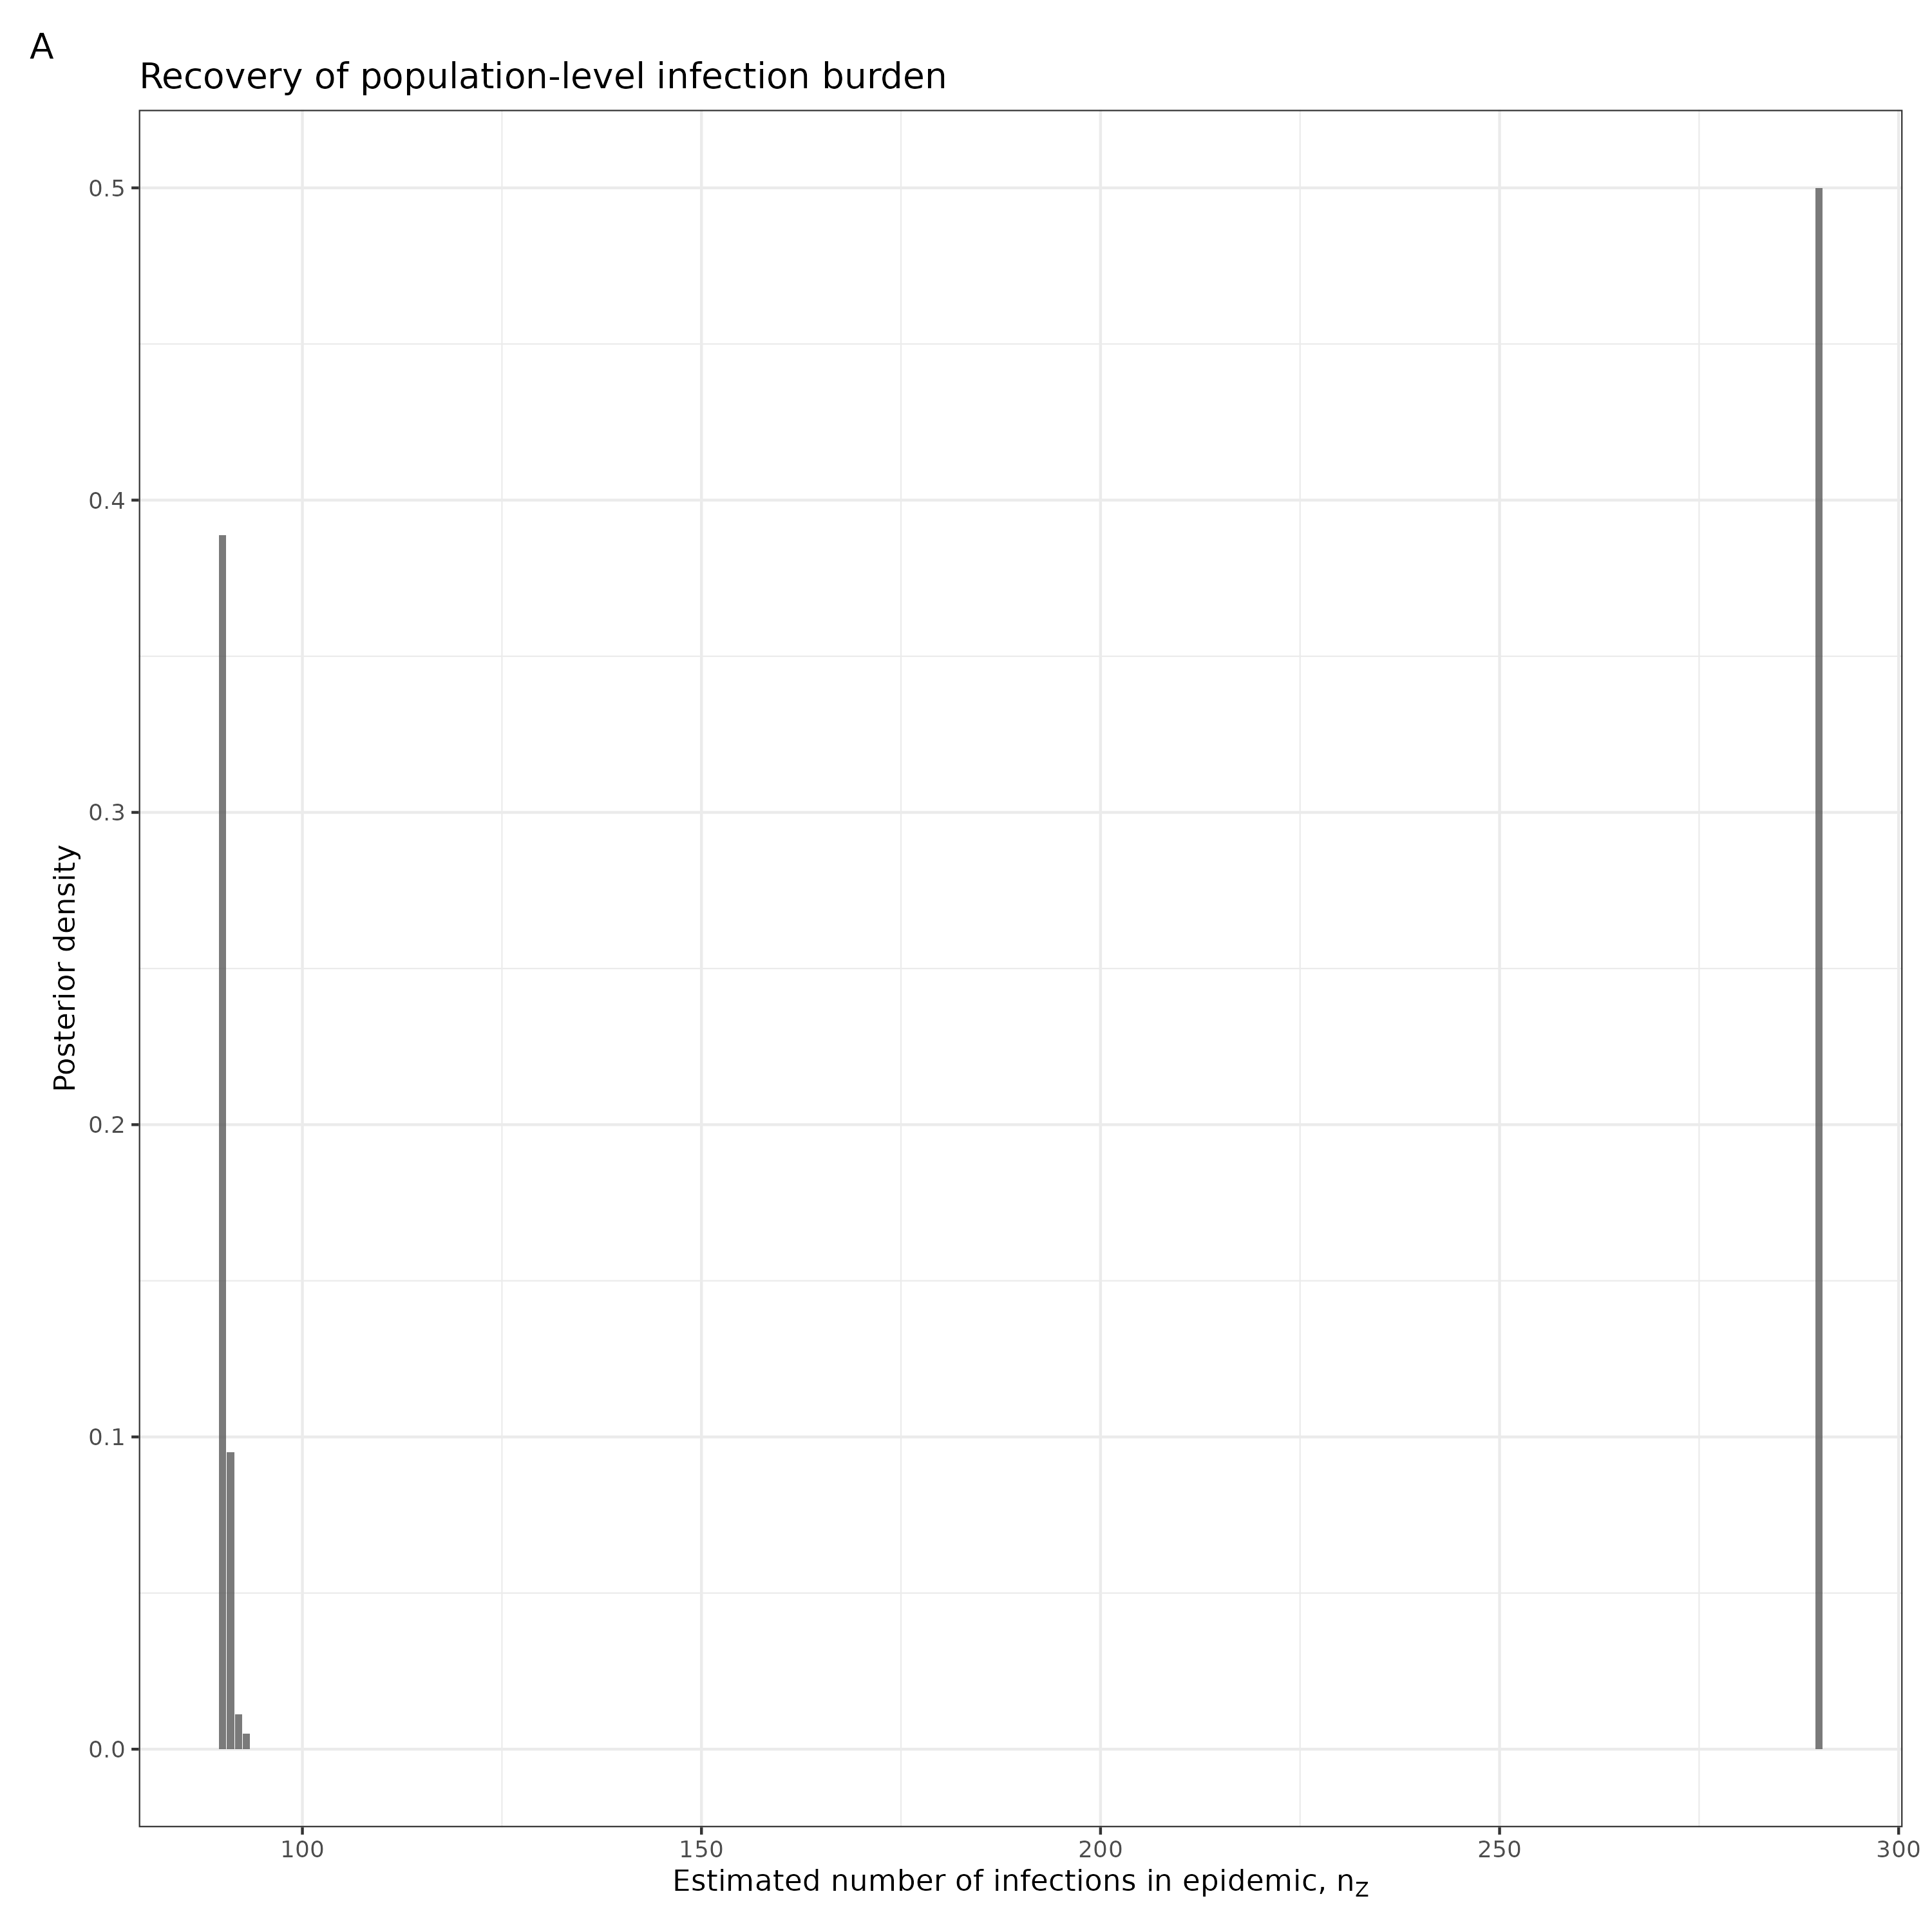 A
Recovery of population-level infection burden
0.5
0.4
0.3
0.2
0.1
0.0
Posterior density
100 150 200 250 300
Estimated number of infections in epidemic, nZ